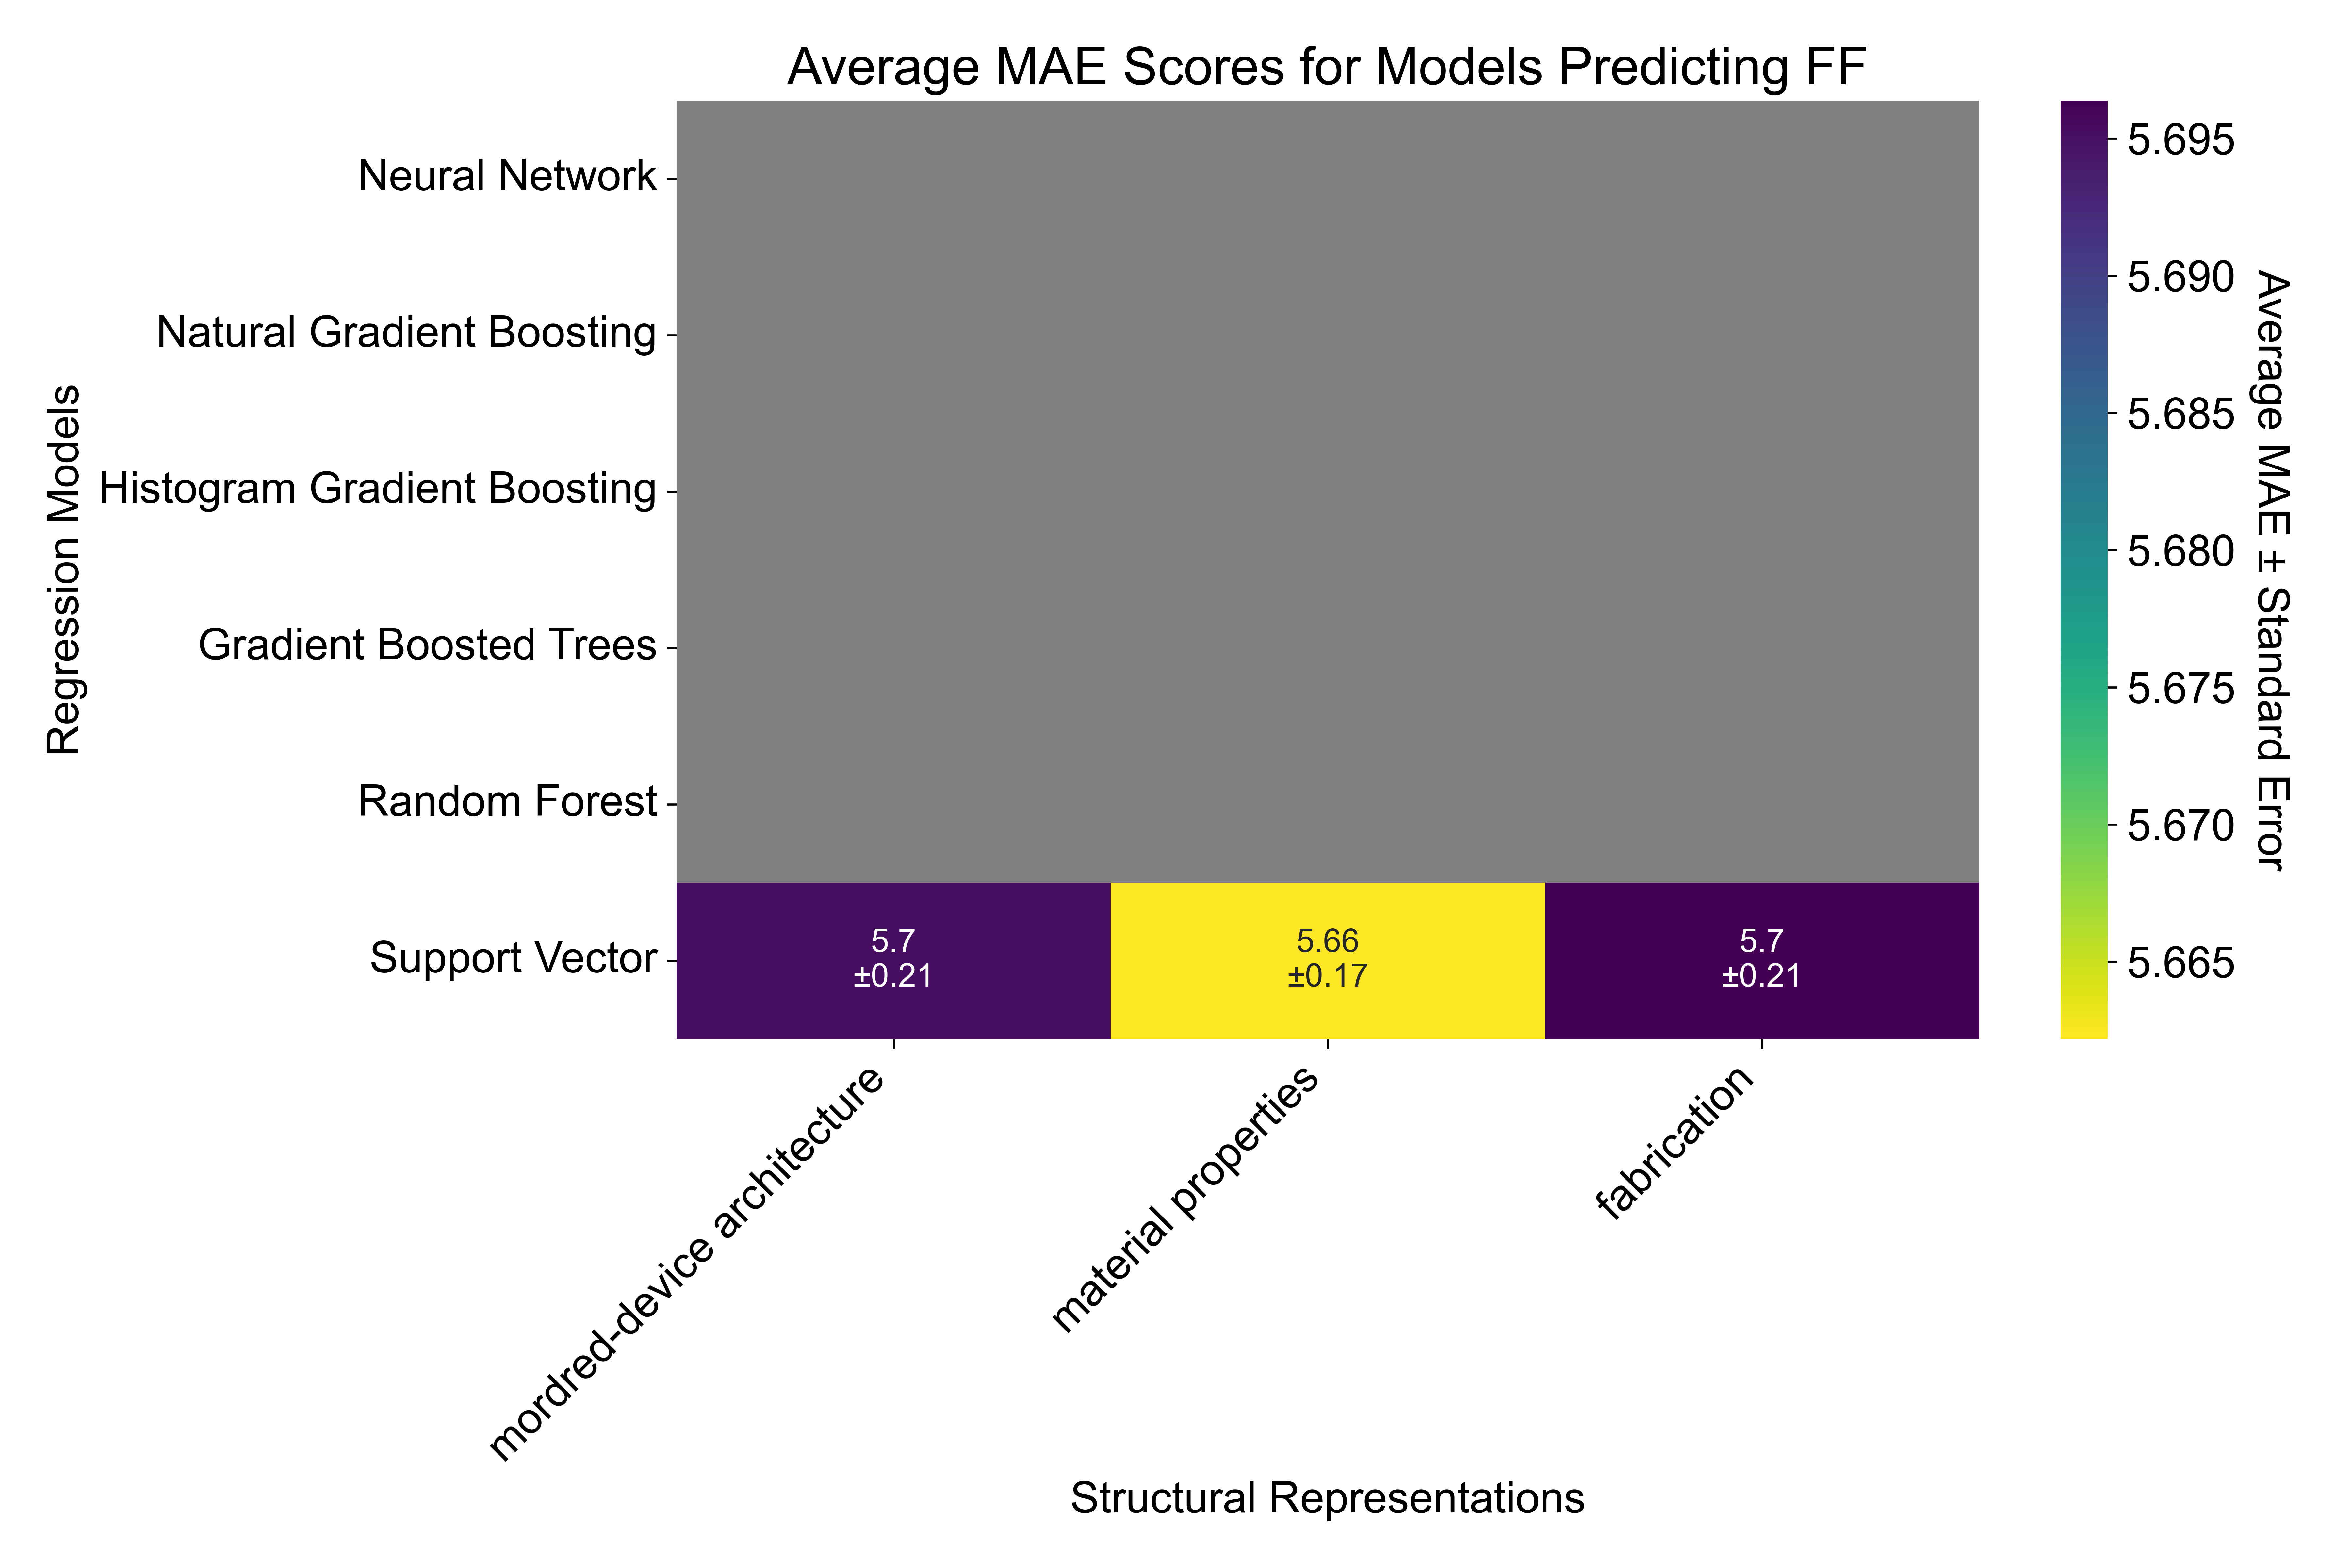 Average MAE Scores for Models Predicting FF
Regression Models
Neural Network
Natural Gradient Boosting
Histogram Gradient Boosting
Gradient Boosted Trees
Random Forest
Support Vector
5.7
±0.21
5.66
±0.17
5.7
±0.21
mordred-device architecture
material properties
fabrication
Structural Representations
5.695
5.690
5.685
5.680
5.675
5.670
5.665
Average MAE ± Standard Error